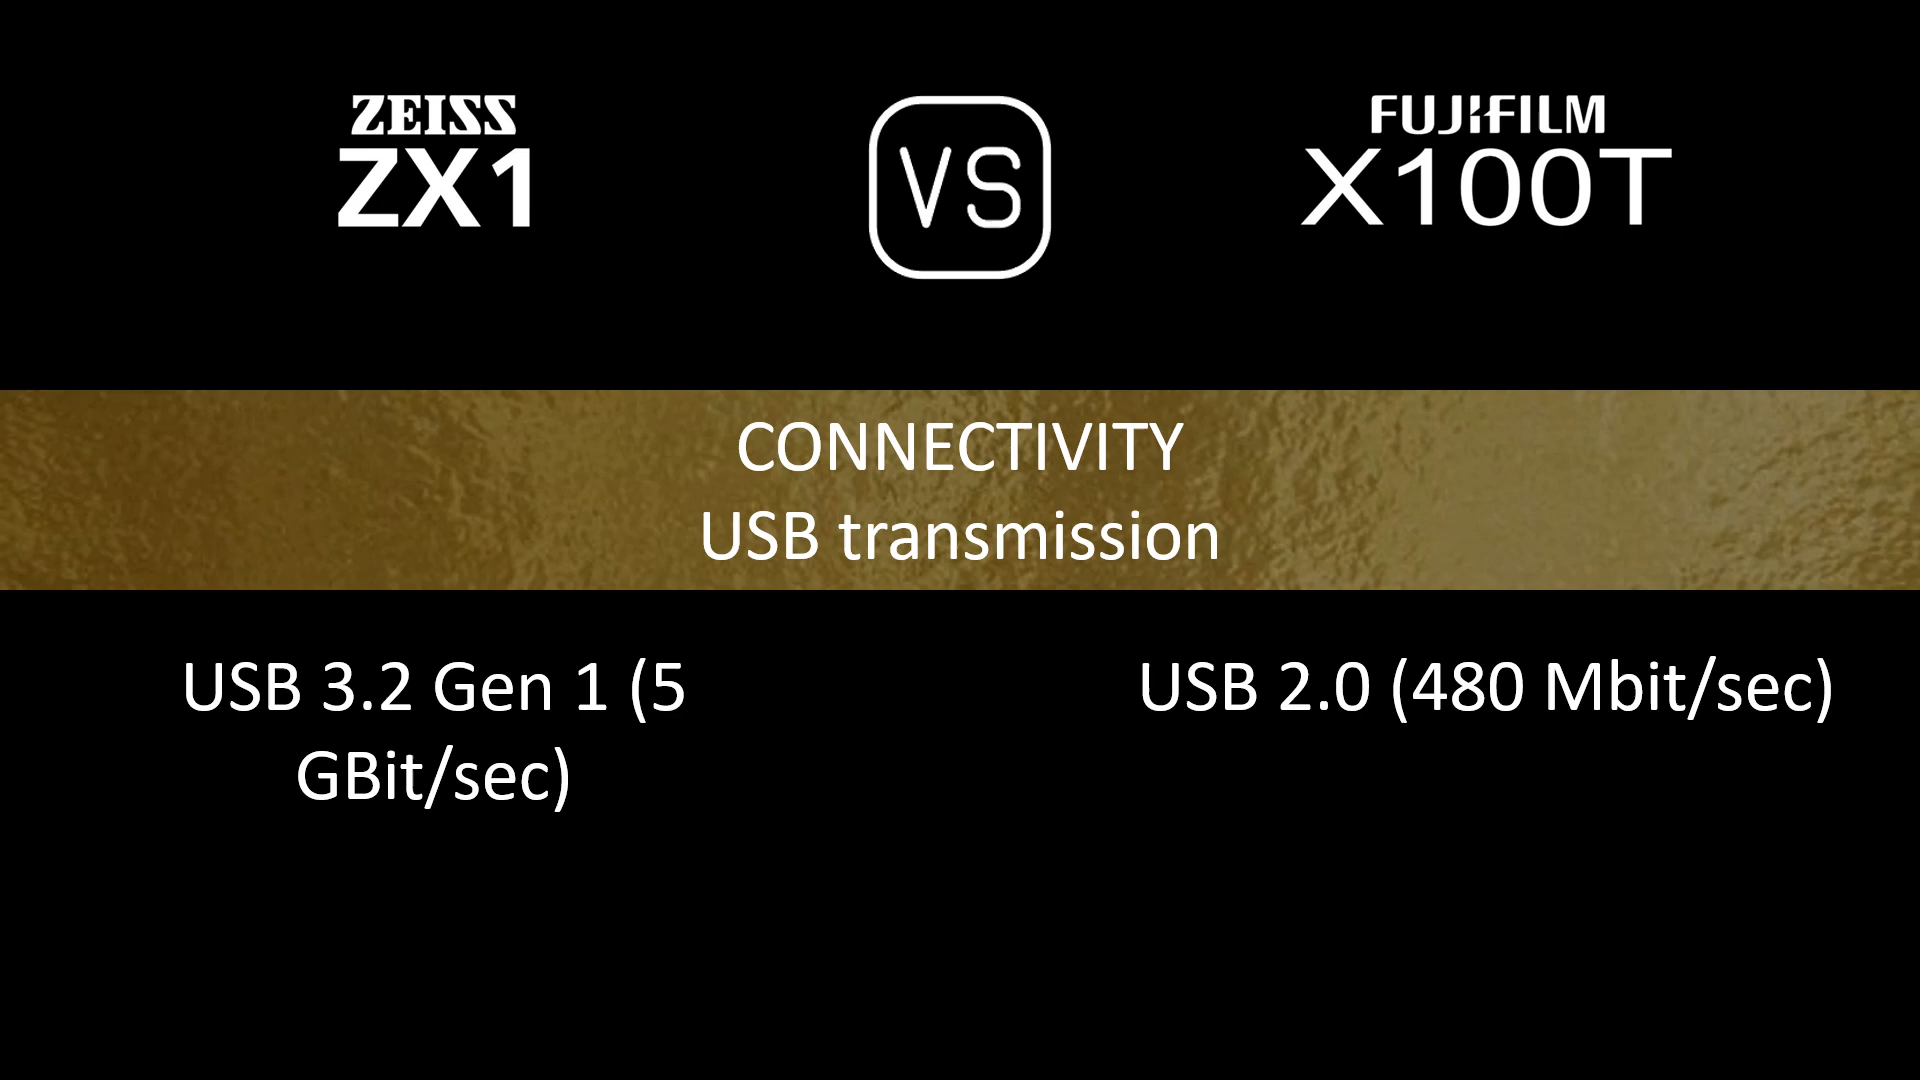 ZEISS
ZX1
VS
FUJIFILM
X100T
CONNECTIVITY
USB transmission
USB 3.2 Gen 1 (5
GBit/sec)
USB 2.0 (480 Mbit/sec)